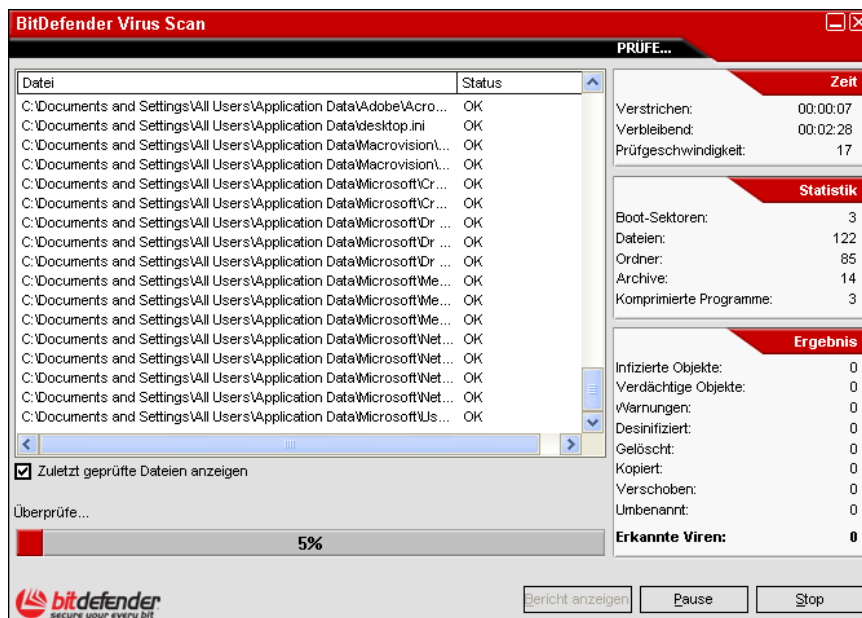 BitDefender Virus Scan
PRÜFE...
Datei Status
C:\Documents and Settings\All Users\Application Data\Adobe\Acro... OK
C:\Documents and Settings\All Users\Application Data\desktop.ini OK
C:\Documents and Settings\All Users\Application Data\Macrovision\... OK
C:\Documents and Settings\All Users\Application Data\Macrovision\... OK
C:\Documents and Settings\All Users\Application Data\Microsoft\Cr... OK
C:\Documents and Settings\All Users\Application Data\Microsoft\Cr... OK
C:\Documents and Settings\All Users\Application Data\Microsoft\Dr ... OK
C:\Documents and Settings\All Users\Application Data\Microsoft\Dr ... OK
C:\Documents and Settings\All Users\Application Data\Microsoft\Dr ... OK
C:\Documents and Settings\All Users\Application Data\Microsoft\Me... OK
C:\Documents and Settings\All Users\Application Data\Microsoft\Me... OK
C:\Documents and Settings\All Users\Application Data\Microsoft\Me... OK
C:\Documents and Settings\All Users\Application Data\Microsoft\Net... OK
C:\Documents and Settings\All Users\Application Data\Microsoft\Net... OK
C:\Documents and Settings\All Users\Application Data\Microsoft\Net... OK
C:\Documents and Settings\All Users\Application Data\Microsoft\Net... OK
C:\Documents and Settings\All Users\Application Data\Microsoft\Us... OK
Zuletzt geprüfte Dateien anzeigen
Überprüfe...
5%
Zeit
Verstrichen: 00:00:07
Verbleibend: 00:02:28
Prüfgeschwindigkeit: 17
Statistik
Boot-Sektoren: 3
Dateien: 122
Ordner: 85
Archive: 14
Komprimierte Programme: 3
Ergebnis
Infizierte Objekte: 0
Verdächtige Objekte: 0
Warnungen: 0
Desinifiziert: 0
Gelöscht: 0
Kopiert: 0
Verschoben: 0
Umbenannt: 0
Erkannte Viren: 0
bitdefender
secure your every bit
Bericht anzeigen
Pause
Stop